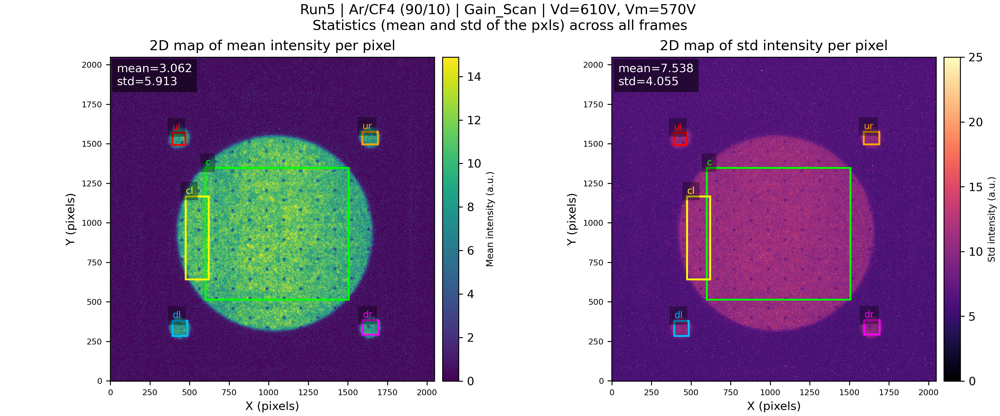 Run5 | Ar/CF4 (90/10) | Gain_Scan | Vd=610V, Vm=570V
Statistics (mean and std of the pxls) across all frames
2D map of mean intensity per pixel
mean=3.062
std=5.913
ul
ur
c
cl
dl
dr
2000
1750
1500
1250
1000
750
500
250
0
0
250
500
750
1000
1250
1500
1750
2000
X (pixels)
Y (pixels)
14
12
10
8
6
4
2
0
Mean intensity (a.u.)
2D map of std intensity per pixel
mean=7.538
std=4.055
ul
ur
c
cl
dl
dr
2000
1750
1500
1250
1000
750
500
250
0
0
250
500
750
1000
1250
1500
1750
2000
X (pixels)
Y (pixels)
25
20
15
10
5
0
Std intensity (a.u.)